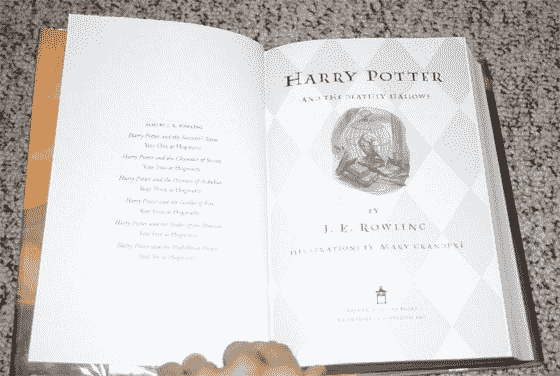 ALSO BY J. K. ROWLING
Harry Potter and the Sorcerer's Stone
Year One at Hogwarts
Harry Potter and the Chamber of Secrets
Year Two at Hogwarts
Harry Potter and the Prisoner of Azkaban
Year Three at Hogwarts
Harry Potter and the Goblet of Fire
Year Four at Hogwarts
Harry Potter and the Order of the Phoenix
Year Five at Hogwarts
Harry Potter and the Half-Blood Prince
Year Six at Hogwarts
HARRY POTTER
AND THE DEATHLY HALLOWS
BY
J. K. ROWLING
ILLUSTRATIONS BY MARY GRANDPRÉ